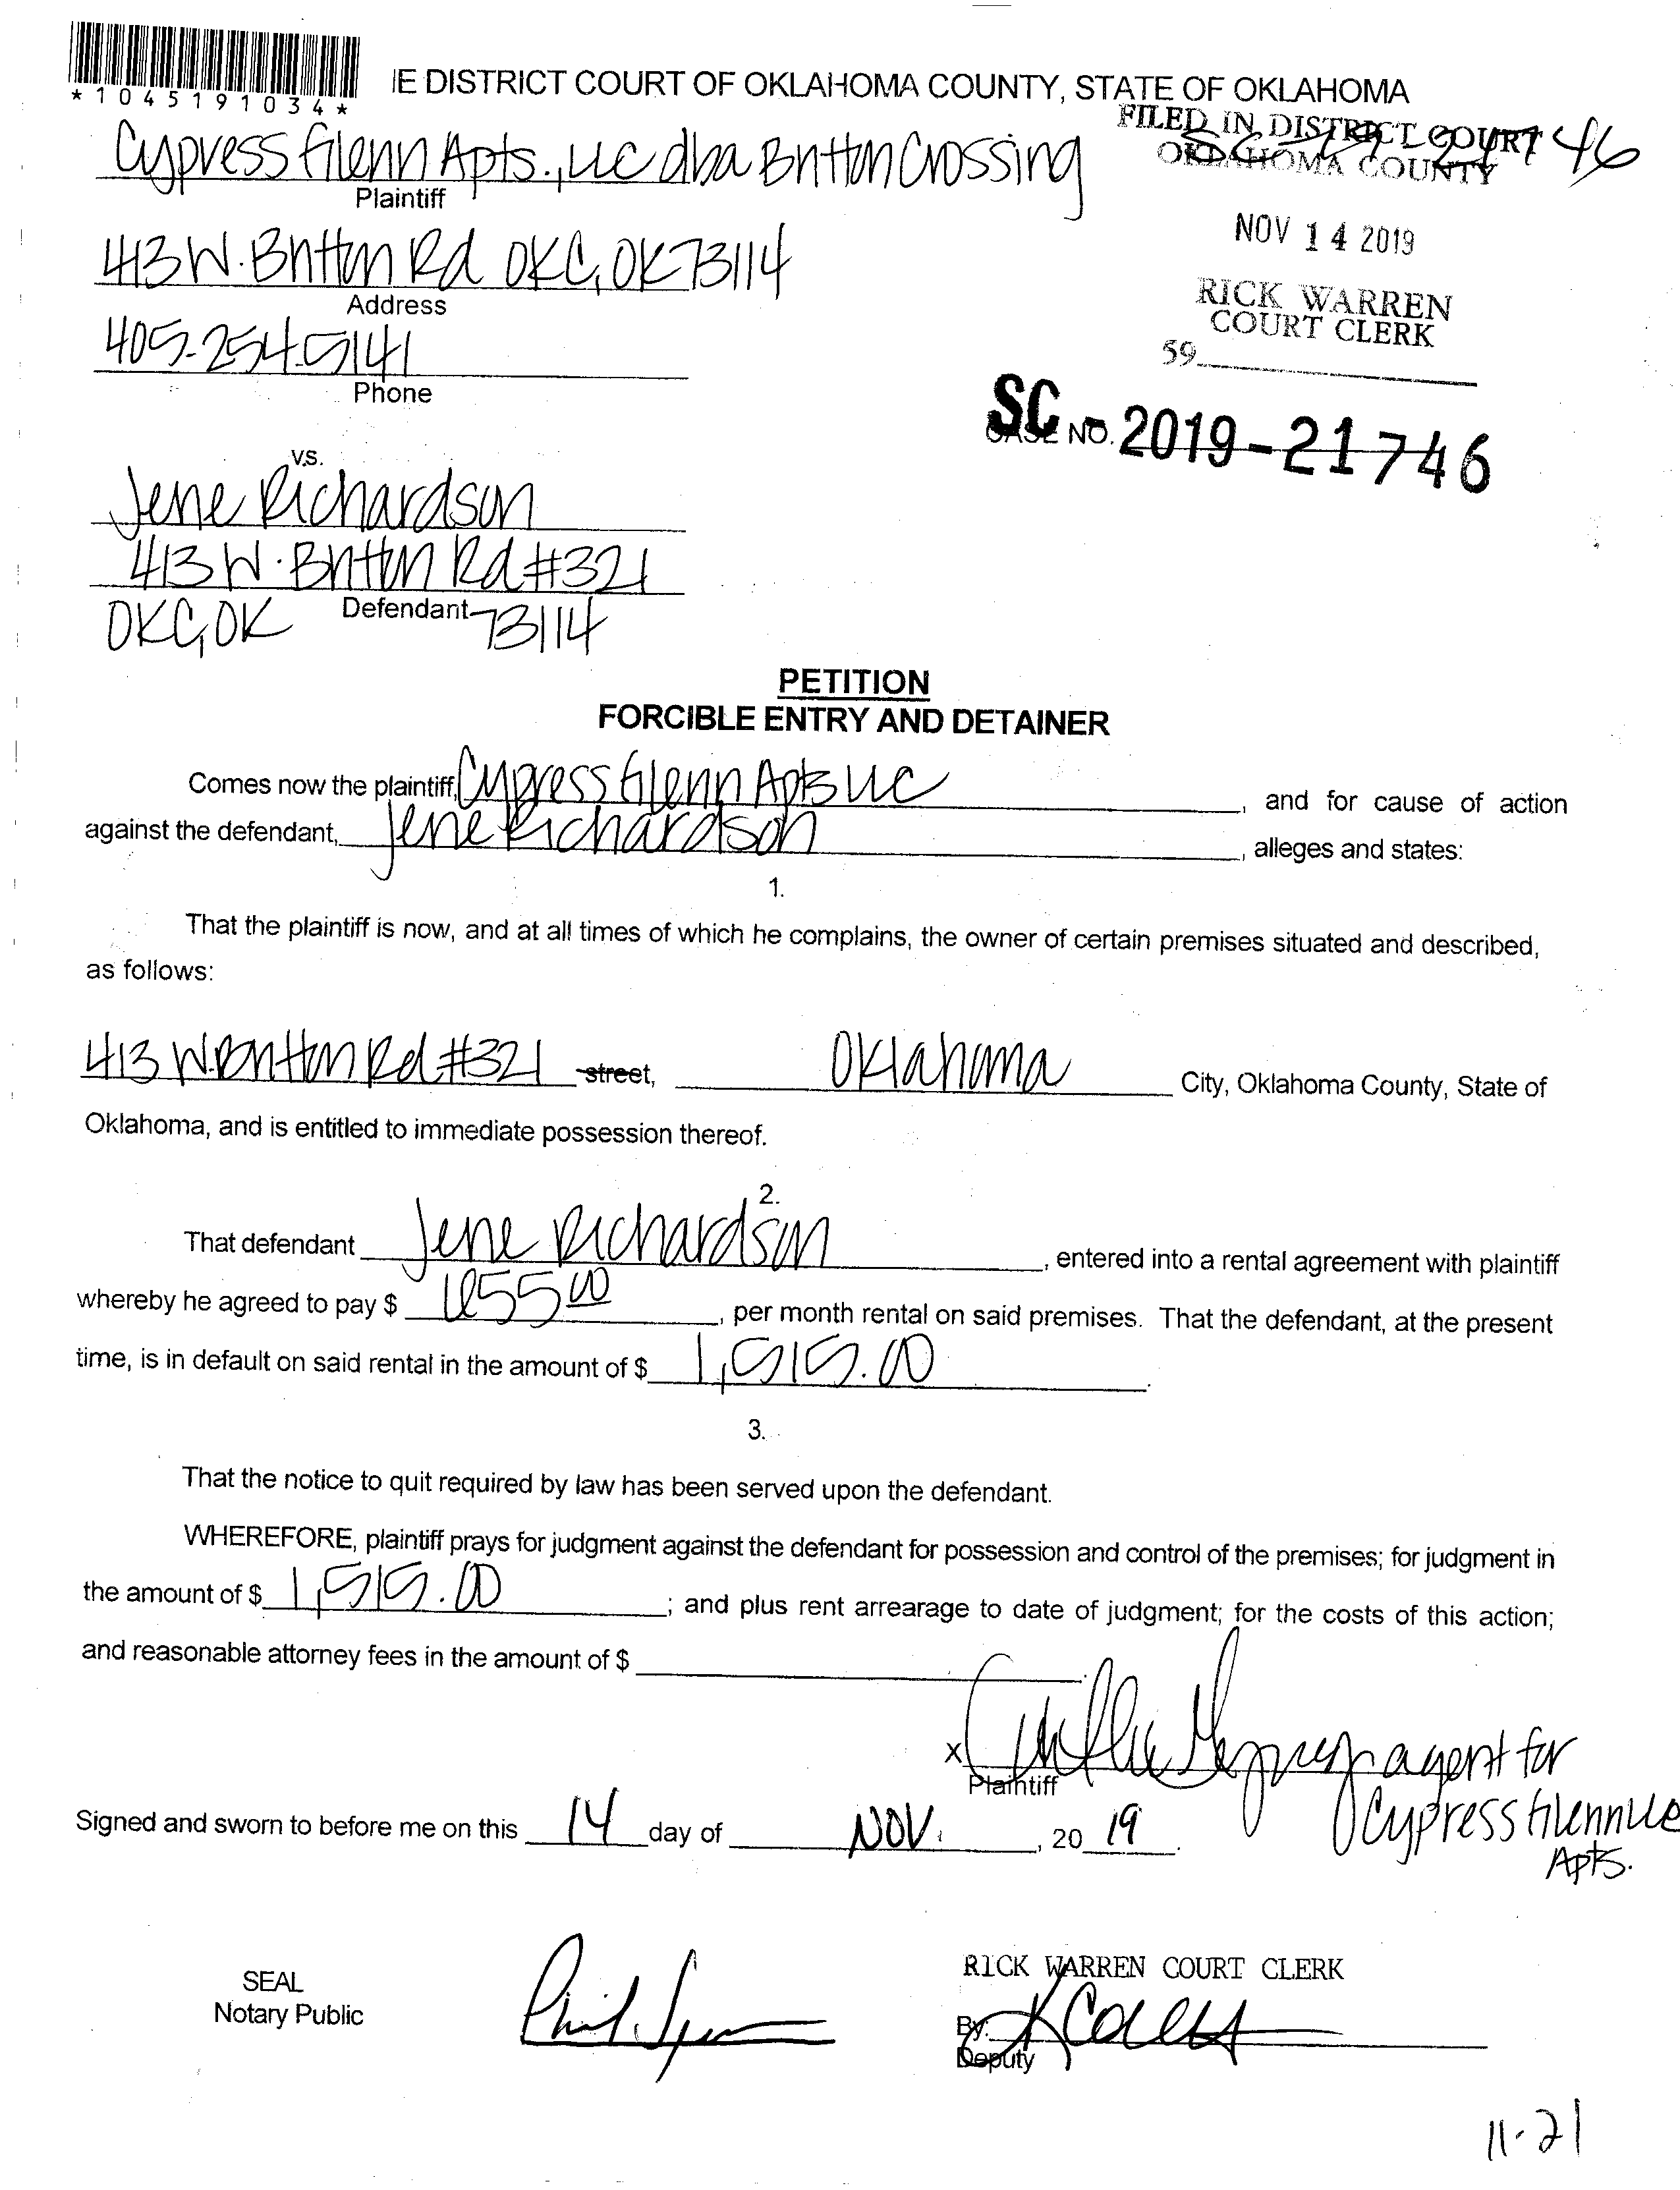 *1045191034*
IE DISTRICT COURT OF OKLAHOMA COUNTY, STATE OF OKLAHOMA
FILED IN DISTRICT COURT
OKLAHOMA COUNTY
SC 19 21746
Cypress Glenn Apts., LLC dba Britton Crossing
Plaintiff
NOV 14 2019
413 W. Britton Rd OKC, OK 73114
Address
RICK WARREN
COURT CLERK
405-254-5141
59
Phone
SC
CASE NO. 2019-21746
vs.
Jene Richardson
413 W. Britton Rd #321
OKC, OK Defendant 73114
PETITION
FORCIBLE ENTRY AND DETAINER
Comes now the plaintiff, Cypress Glenn Apts LLC, and for cause of action
against the defendant, Jene Richardson, alleges and states:
1.
That the plaintiff is now, and at all times of which he complains, the owner of certain premises situated and described,
as follows:
413 W. Britton Rd #321 street, Oklahoma City, Oklahoma County, State of
Oklahoma, and is entitled to immediate possession thereof.
2.
That defendant Jene Richardson, entered into a rental agreement with plaintiff
whereby he agreed to pay $ 655.00, per month rental on said premises. That the defendant, at the present
time, is in default on said rental in the amount of $ 1,515.00.
3.
That the notice to quit required by law has been served upon the defendant.
WHEREFORE, plaintiff prays for judgment against the defendant for possession and control of the premises; for judgment in
the amount of $ 1,515.00; and plus rent arrearage to date of judgment; for the costs of this action;
and reasonable attorney fees in the amount of $
x agent for
Plaintiff
Cypress Glenn LLC
Apts.
Signed and sworn to before me on this 14 day of NOV., 2019.
RICK WARREN COURT CLERK
SEAL
Notary Public
By:
Deputy
11-21